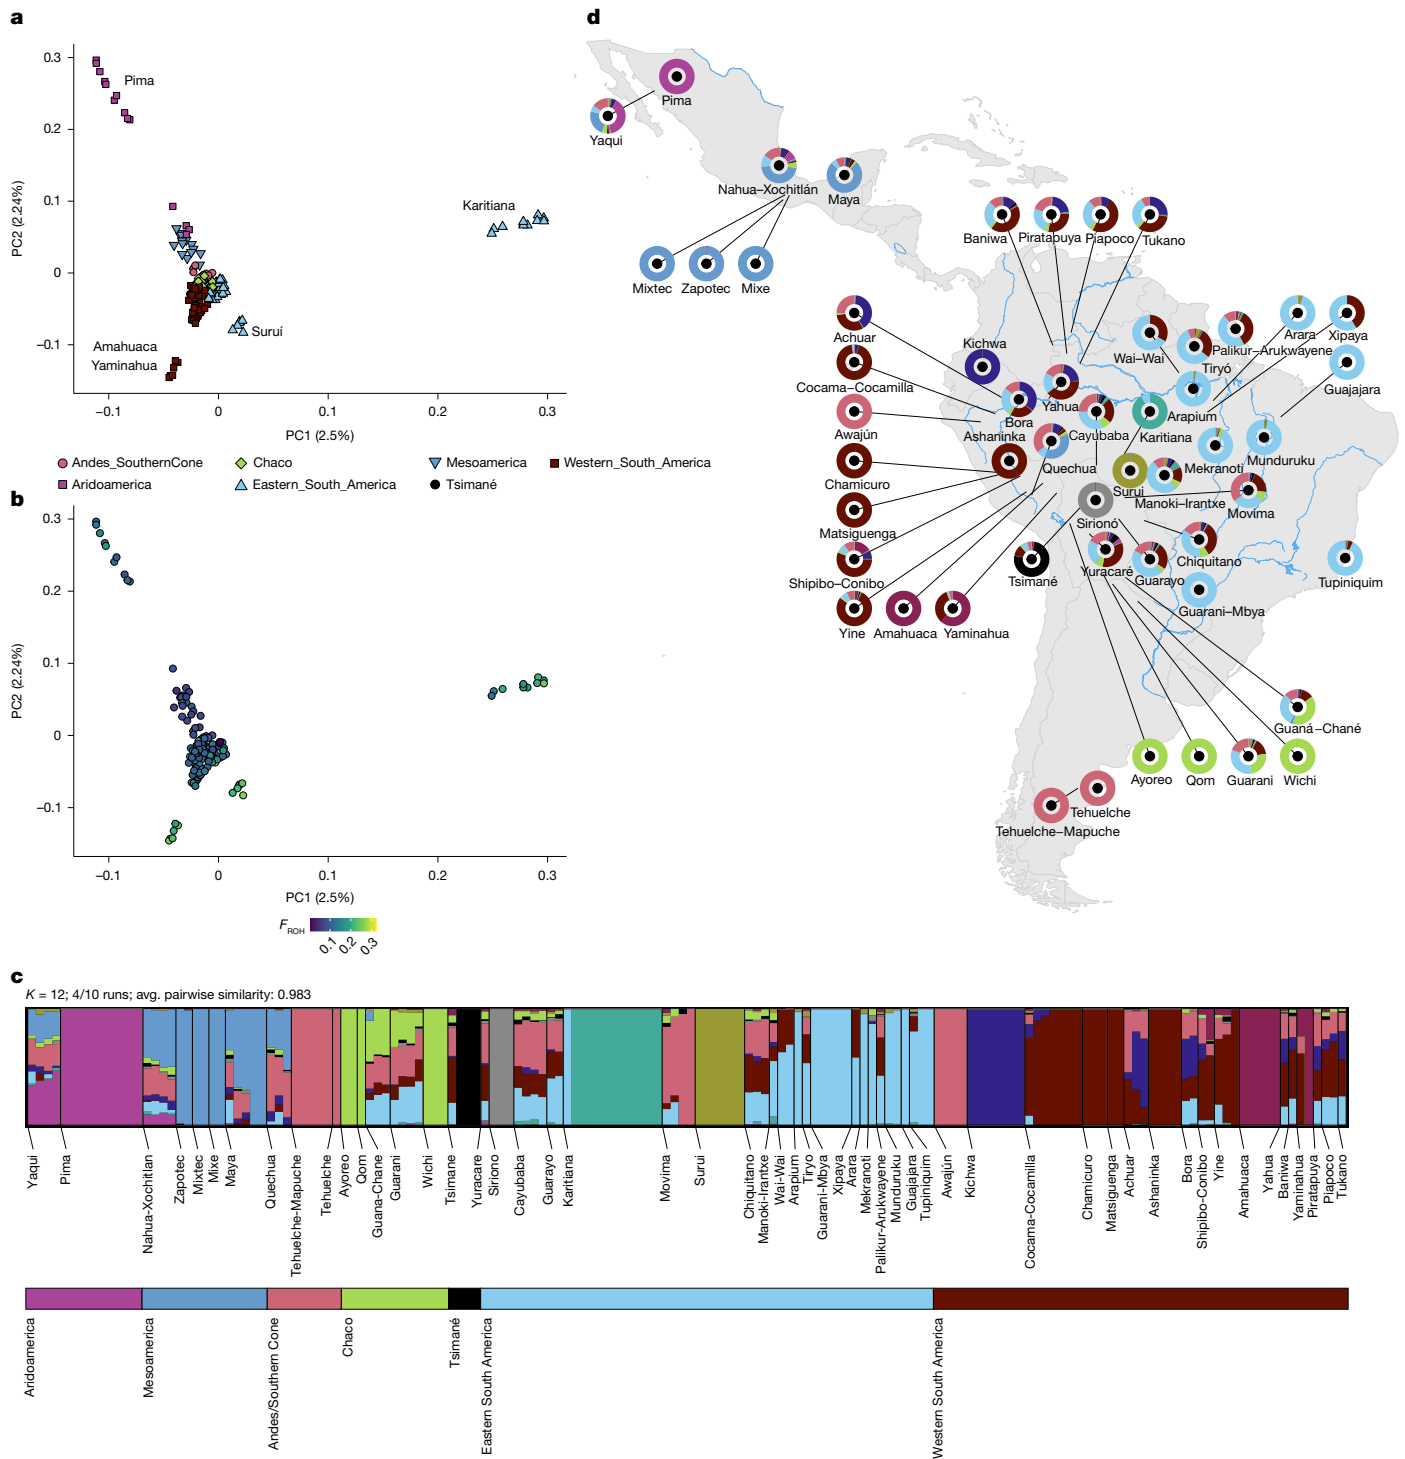 a
0.3
0.2
0.1
0
−0.1
PC2 (2.24%)
Pima
Karitiana
Suruí
Amahuaca
Yaminahua
−0.1
0
0.1
0.2
0.3
PC1 (2.5%)
Andes_SouthernCone
Chaco
Mesoamerica
Western_South_America
Aridoamerica
Eastern_South_America
Tsimané
b
0.3
0.2
0.1
0
−0.1
PC2 (2.24%)
−0.1
0
0.1
0.2
0.3
PC1 (2.5%)
FROH
0.1
0.2
0.3
d
Pima
Yaqui
Nahua–Xochitlán
Maya
Mixtec
Zapotec
Mixe
Baniwa
Piratapuya
Piapoco
Tukano
Achuar
Kichwa
Wai–Wai
Tiryó
Palikur–Arukwayene
Arara
Xipaya
Cocama–Cocamilla
Guajajara
Awajún
Bora
Yahua
Cayubaba
Karitiana
Arapium
Ashaninka
Quechua
Surui
Mekranoti
Munduruku
Chamicuro
Manoki–Irantxe
Movima
Matsiguenga
Sirionó
Shipibo–Conibo
Tsimané
Yuracaré
Guarayo
Chiquitano
Tupiniquim
Guarani–Mbya
Yine
Amahuaca
Yaminahua
Guaná–Chané
Ayoreo
Qom
Guarani
Wichi
Tehuelche
Tehuelche–Mapuche
c
K = 12; 4/10 runs; avg. pairwise similarity: 0.983
Yaqui
Pima
Nahua-Xochitlan
Zapotec
Mixtec
Mixe
Maya
Quechua
Tehuelche-Mapuche
Tehuelche
Ayoreo
Qom
Guana-Chane
Guarani
Wichi
Tsimane
Yuracare
Siriono
Cayubaba
Guarayo
Karitiana
Movima
Surui
Chiquitano
Manoki-Irantxe
Wai-Wai
Arapium
Tiryo
Guarani-Mbya
Xipaya
Arara
Mekranoti
Palikur-Arukwayene
Munduruku
Guajajara
Tupiniquim
Awajún
Kichwa
Cocama-Cocamilla
Chamicuro
Matsiguenga
Achuar
Ashaninka
Bora
Shipibo-Conibo
Yine
Amahuaca
Yahua
Baniwa
Yaminahua
Piratapuya
Piapoco
Tukano
Aridoamerica
Mesoamerica
Andes/Southern Cone
Chaco
Tsimané
Eastern South America
Western South America